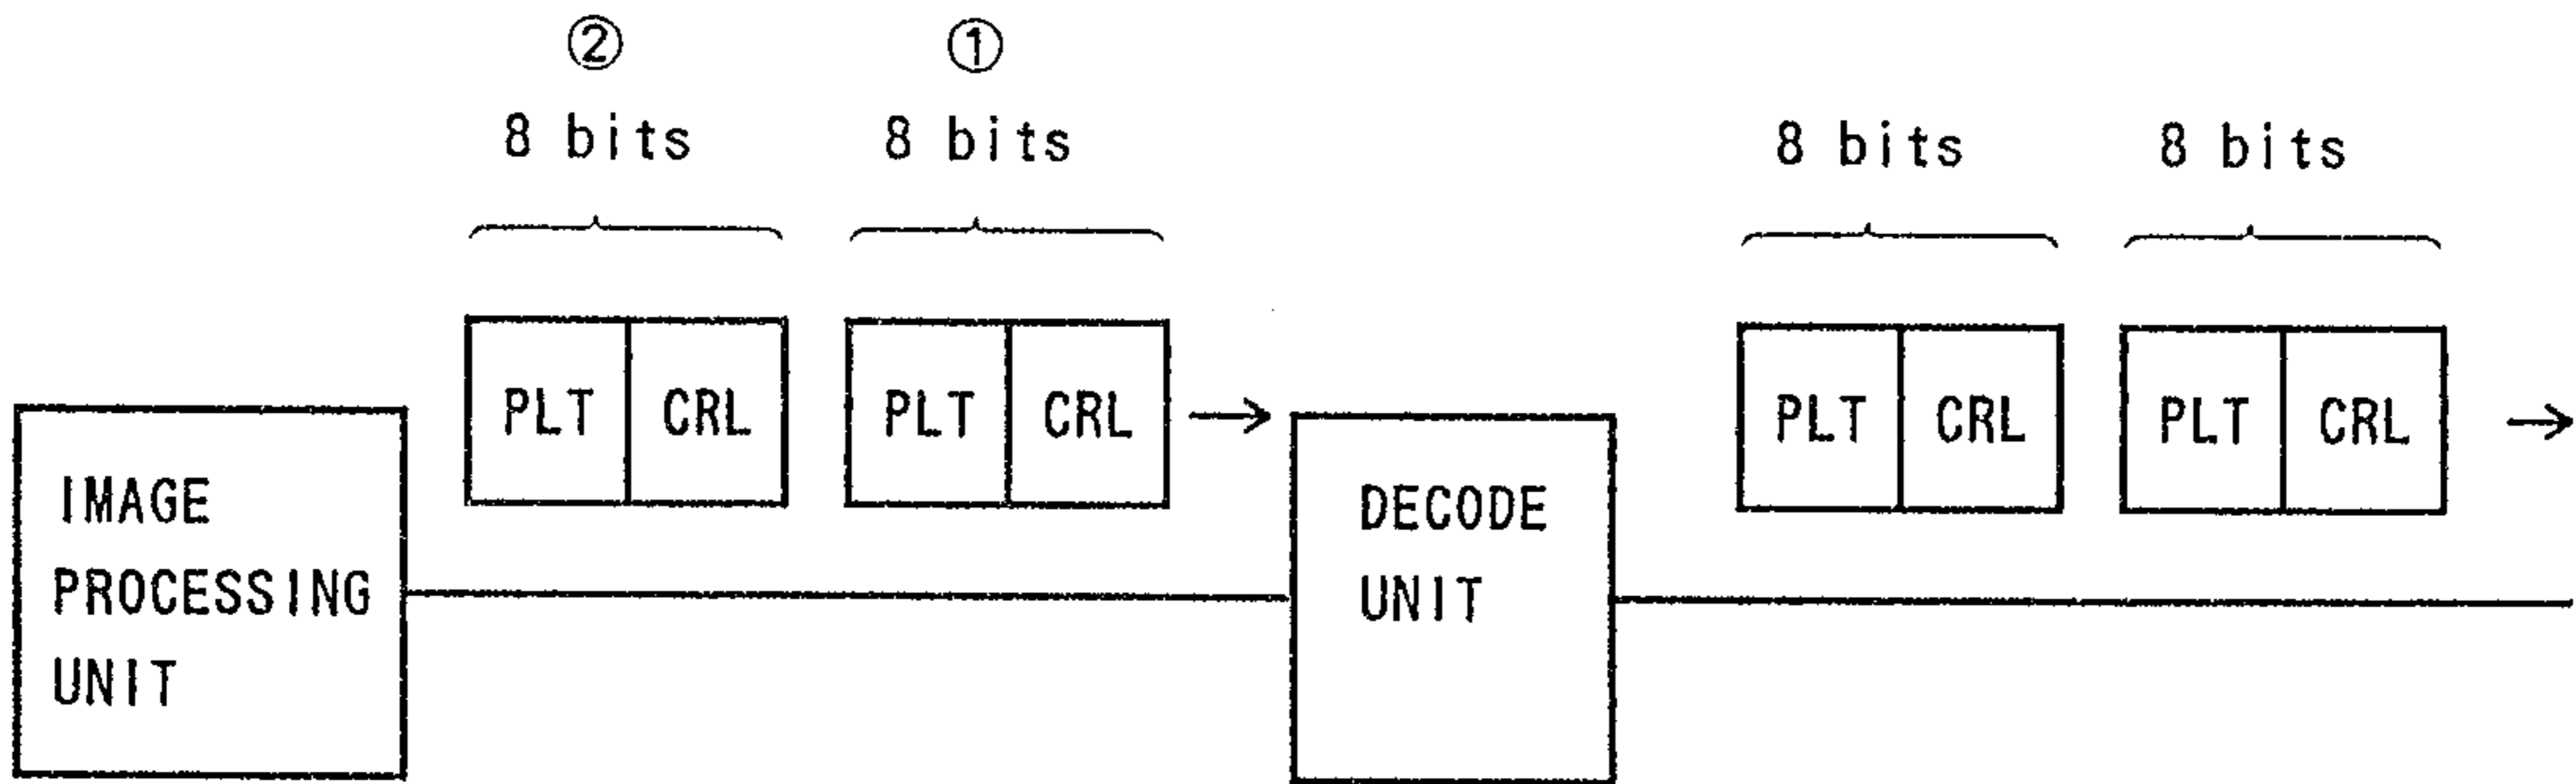 ② ①
8 bits 8 bits 8 bits 8 bits
PLT CRL PLT CRL → PLT CRL PLT CRL →
IMAGE
PROCESSING
UNIT
DECODE
UNIT